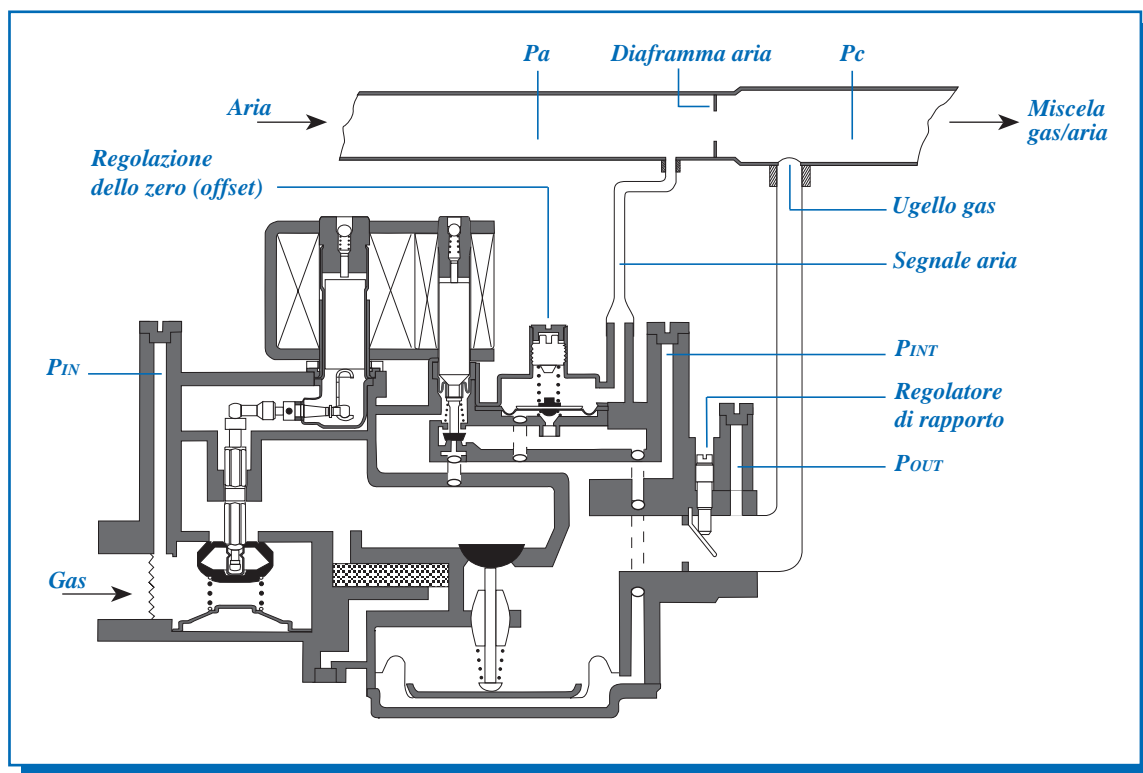 Pa
Diaframma aria
Pc
Aria
Miscela
gas/aria
Regolazione
dello zero (offset)
Ugello gas
Segnale aria
PIN
PINT
Regolatore
di rapporto
POUT
Gas